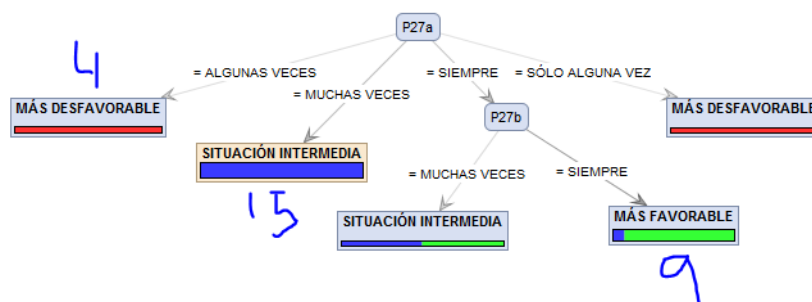 P27a
4
= ALGUNAS VECES
= SIEMPRE
= SÓLO ALGUNA VEZ
= MUCHAS VECES
MÁS DESFAVORABLE
MÁS DESFAVORABLE
P27b
SITUACIÓN INTERMEDIA
= MUCHAS VECES
= SIEMPRE
15
SITUACIÓN INTERMEDIA
MÁS FAVORABLE
9